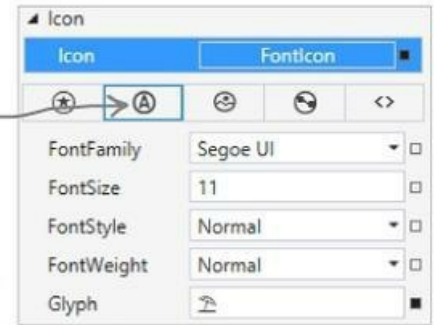 Icon
Icon FontIcon
A
FontFamily Segoe UI
FontSize 11
FontStyle Normal
FontWeight Normal
Glyph ⛱